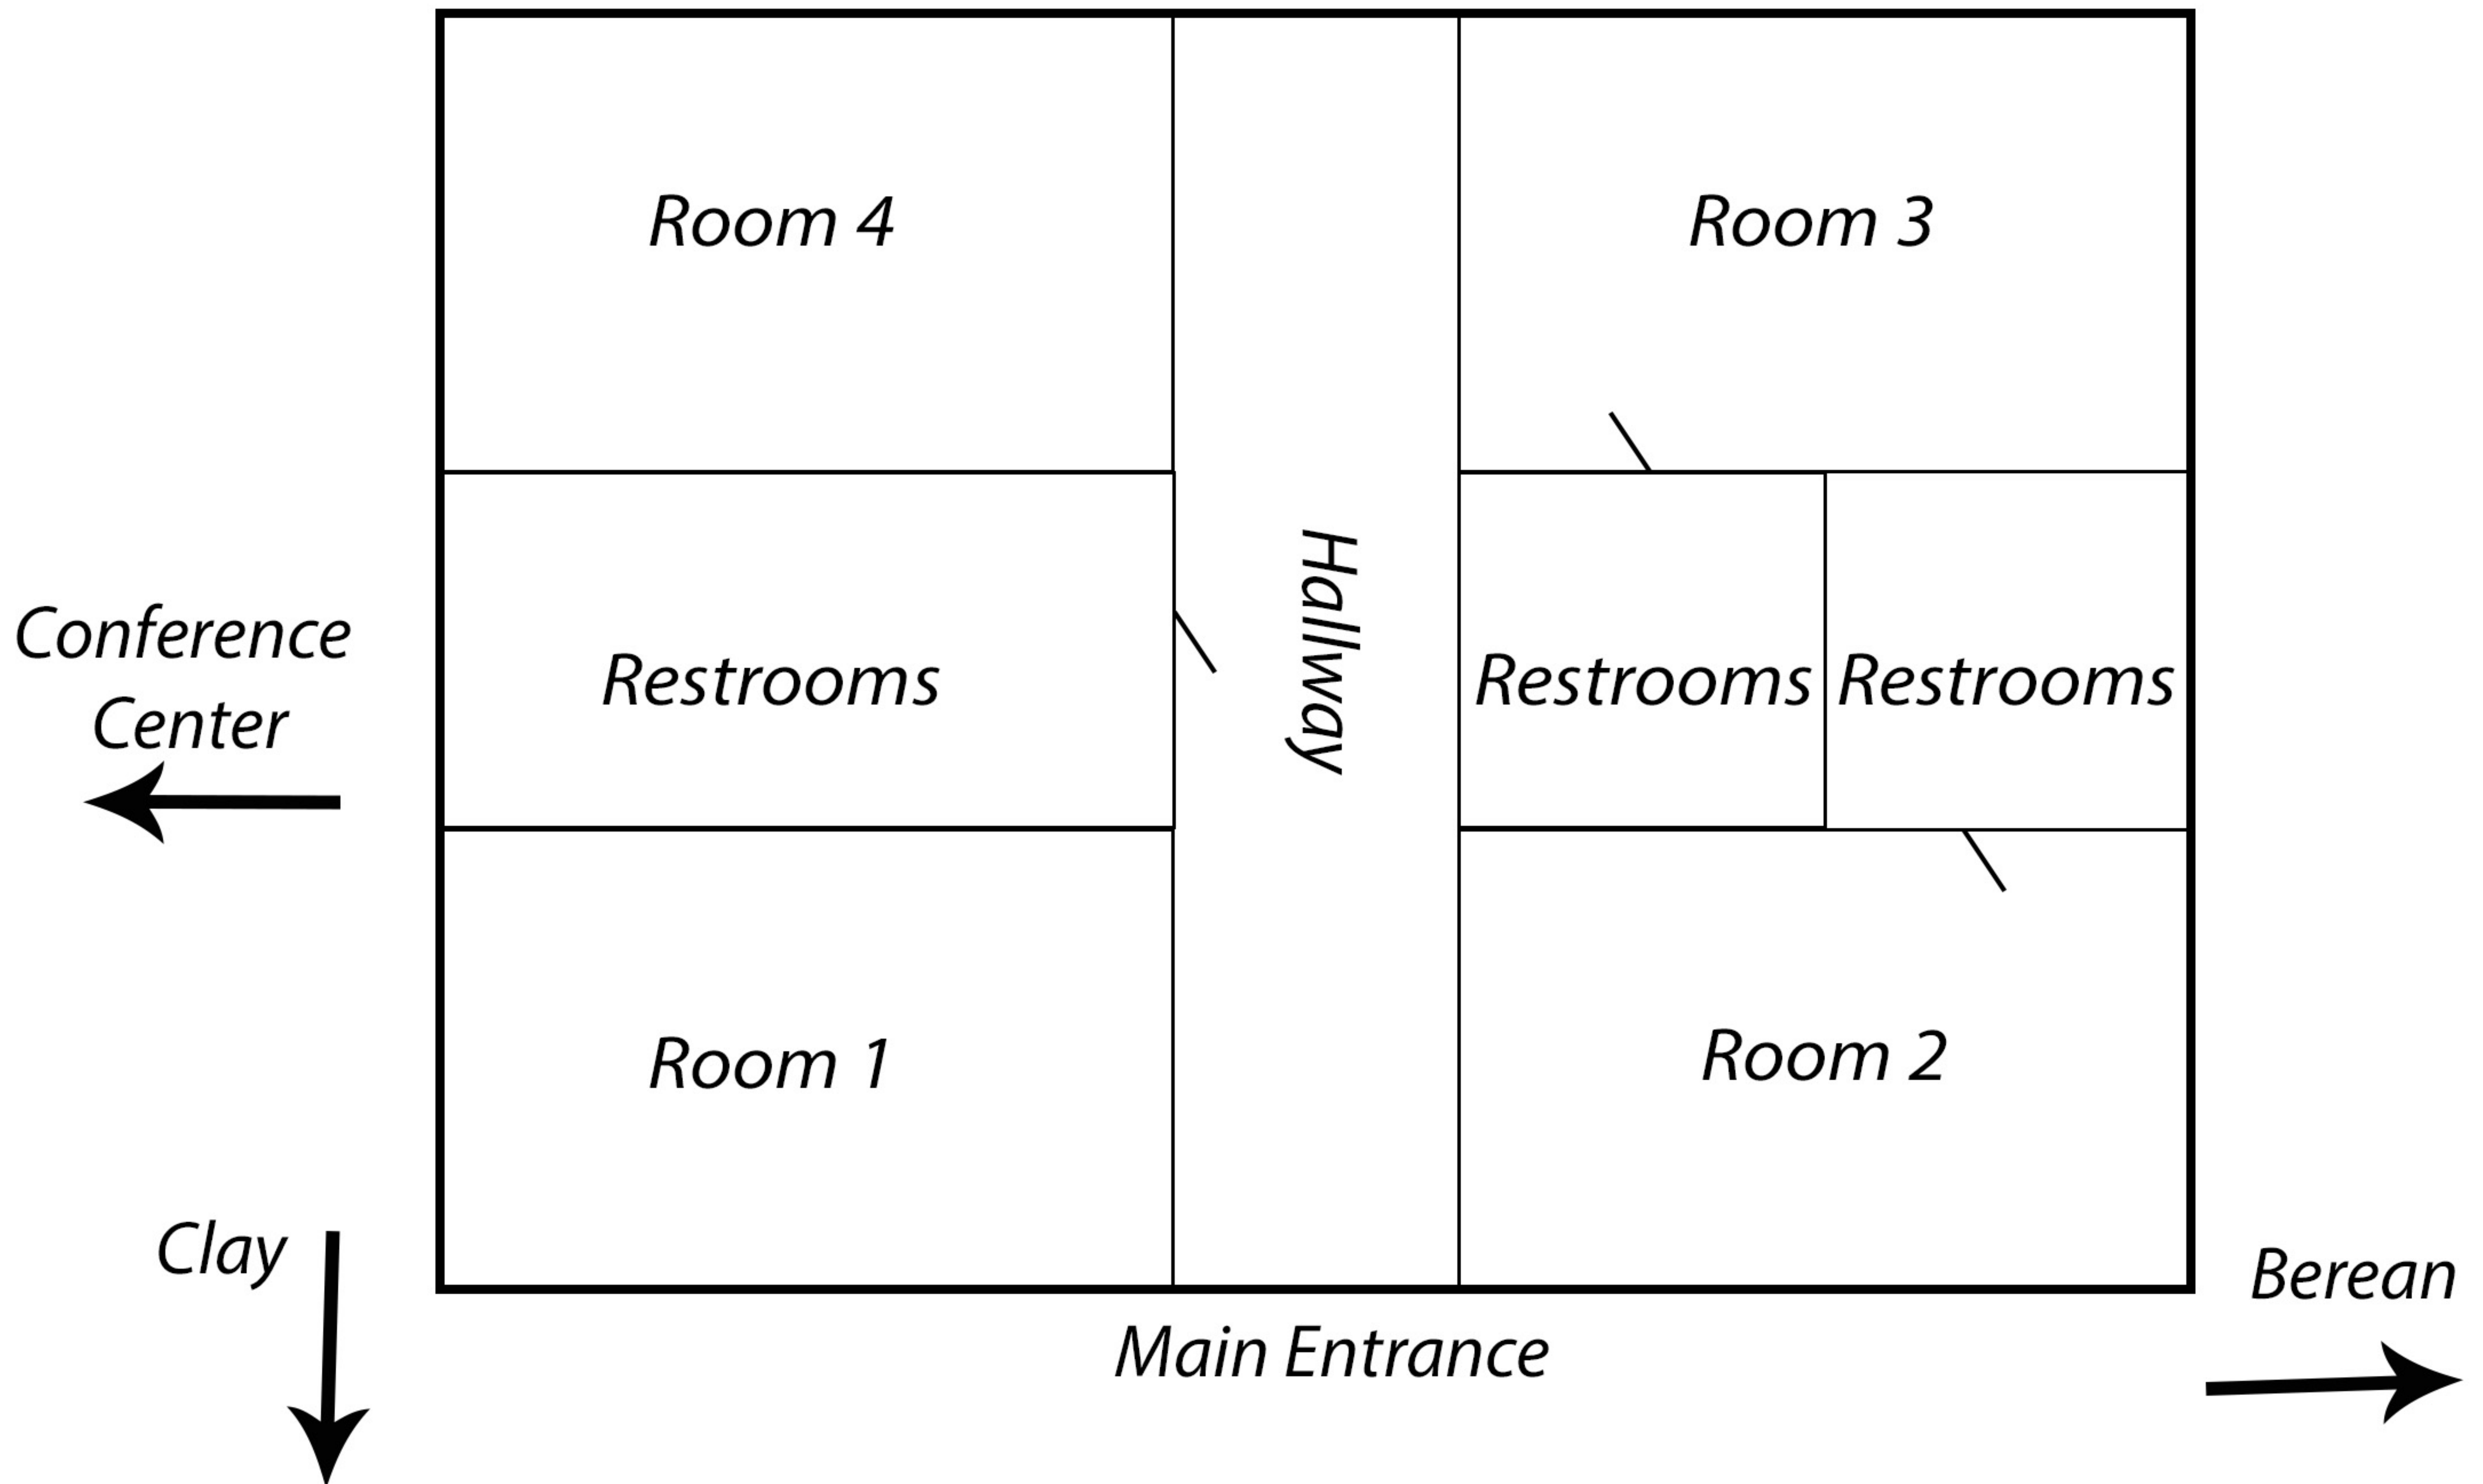 Room 4
Room 3
Conference
Center
Restrooms
Hallway
Restrooms
Restrooms
Room 1
Room 2
Clay
Berean
Main Entrance